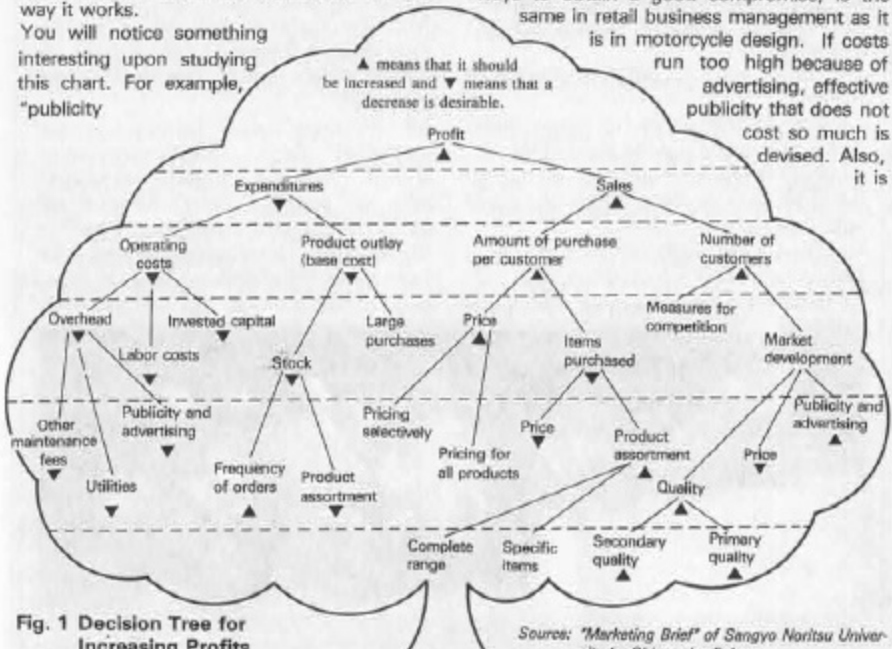 way it works.
You will notice something
interesting upon studying
this chart. For example,
"publicity
same in retail business management as it
is in motorcycle design. If costs
run too high because of
advertising, effective
publicity that does not
cost so much is
devised. Also,
it is
▲ means that it should
be increased and ▼ means that a
decrease is desirable.
Profit
▲
Expenditures
▼
Sales
▲
Operating
costs
▼
Product outlay
(base cost)
▼
Amount of purchase
per customer
▲
Number of
customers
▲
Overhead
▼
Labor costs
▼
Invested capital
▼
Stock
▼
Large
purchases
Price
▲
Items
purchased
▼
Measures for
competition
Market
development
Other
maintenance
fees
▼
Utilities
▼
Publicity and
advertising
▼
Frequency
of orders
▲
Product
assortment
▼
Pricing
selectively
Pricing for
all products
Price
▼
Product
assortment
▲
Quality
▲
Price
▼
Publicity and
advertising
▲
Complete
range
Specific
items
Secondary
quality
▲
Primary
quality
▲
Fig. 1 Decision Tree for
Increasing Profits
Source: "Marketing Brief" of Sangyo Noritsu Univer-